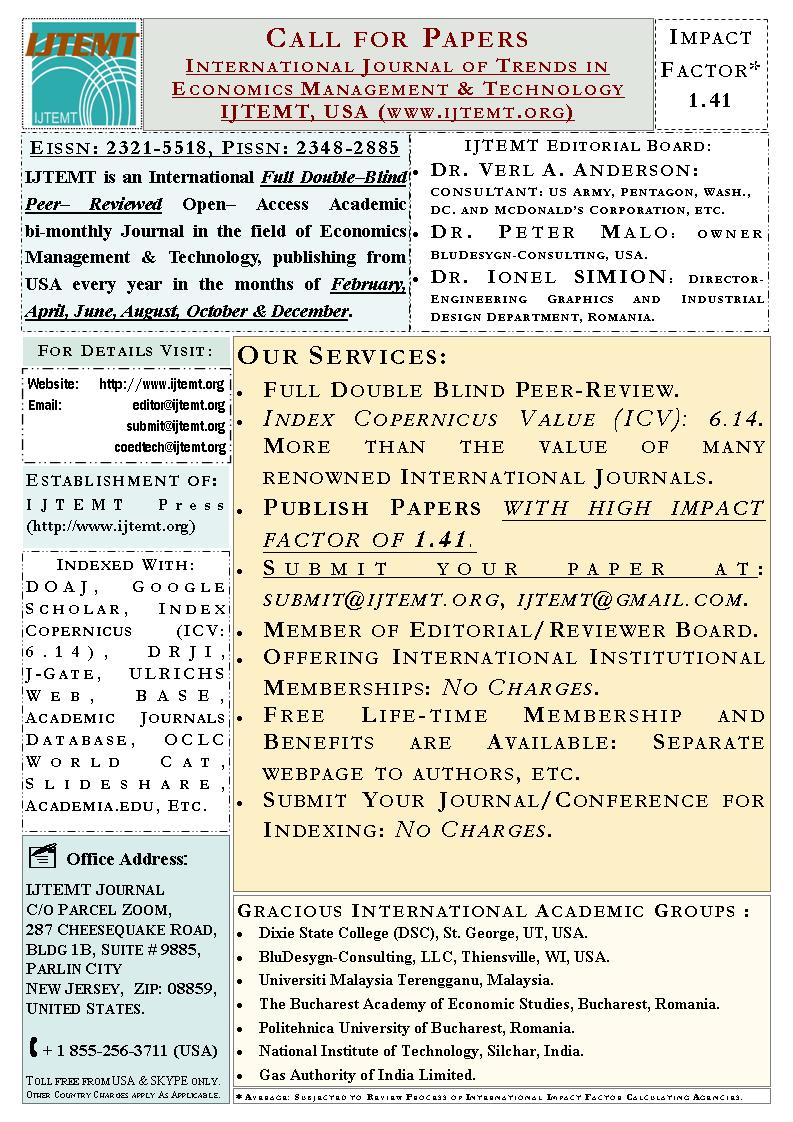 IJTEMT
IJTEMT
CALL FOR PAPERS
INTERNATIONAL JOURNAL OF TRENDS IN
ECONOMICS MANAGEMENT & TECHNOLOGY
IJTEMT, USA (WWW.IJTEMT.ORG)
IMPACT
FACTOR*
1.41
EISSN: 2321-5518, PISSN: 2348-2885
IJTEMT is an International Full Double–Blind
Peer– Reviewed Open– Access Academic
bi-monthly Journal in the field of Economics
Management & Technology, publishing from
USA every year in the months of February,
April, June, August, October & December.
IJTEMT EDITORIAL BOARD:
• DR. VERL A. ANDERSON:
CONSULTANT: US ARMY, PENTAGON, WASH.,
DC. AND MCDONALD'S CORPORATION, ETC.
• DR. PETER MALO: OWNER
BLUDESYGN-CONSULTING, USA.
• DR. IONEL SIMION: DIRECTOR-
ENGINEERING GRAPHICS AND INDUSTRIAL
DESIGN DEPARTMENT, ROMANIA.
FOR DETAILS VISIT:
Website: http://www.ijtemt.org
Email: editor@ijtemt.org
submit@ijtemt.org
coedtech@ijtemt.org
ESTABLISHMENT OF:
IJTEMT Press
(http://www.ijtemt.org)
INDEXED WITH:
DOAJ, GOOGLE
SCHOLAR, INDEX
COPERNICUS (ICV:
6.14), DRJI,
J-GATE, ULRICHS
WEB, BASE,
ACADEMIC JOURNALS
DATABASE, OCLC
WORLD CAT,
SLIDESHARE,
ACADEMIA.EDU, ETC.
Office Address:
IJTEMT JOURNAL
C/O PARCEL ZOOM,
287 CHEESEQUAKE ROAD,
BLDG 1B, SUITE # 9885,
PARLIN CITY
NEW JERSEY, ZIP: 08859,
UNITED STATES.
+ 1 855-256-3711 (USA)
TOLL FREE FROM USA & SKYPE ONLY.
OTHER COUNTRY CHARGES APPLY AS APPLICABLE.
OUR SERVICES:
• FULL DOUBLE BLIND PEER-REVIEW.
• INDEX COPERNICUS VALUE (ICV): 6.14.
MORE THAN THE VALUE OF MANY
RENOWNED INTERNATIONAL JOURNALS.
• PUBLISH PAPERS WITH HIGH IMPACT
FACTOR OF 1.41.
• SUBMIT YOUR PAPER AT:
SUBMIT@IJTEMT.ORG, IJTEMT@GMAIL.COM.
• MEMBER OF EDITORIAL/REVIEWER BOARD.
• OFFERING INTERNATIONAL INSTITUTIONAL
MEMBERSHIPS: NO CHARGES.
• FREE LIFE-TIME MEMBERSHIP AND
BENEFITS ARE AVAILABLE: SEPARATE
WEBPAGE TO AUTHORS, ETC.
• SUBMIT YOUR JOURNAL/CONFERENCE FOR
INDEXING: NO CHARGES.
GRACIOUS INTERNATIONAL ACADEMIC GROUPS :
• Dixie State College (DSC), St. George, UT, USA.
• BluDesygn-Consulting, LLC, Thiensville, WI, USA.
• Universiti Malaysia Terengganu, Malaysia.
• The Bucharest Academy of Economic Studies, Bucharest, Romania.
• Politehnica University of Bucharest, Romania.
• National Institute of Technology, Silchar, India.
• Gas Authority of India Limited.
* AVERAGE: SUBJECTED TO REVIEW PROCESS OF INTERNATIONAL IMPACT FACTOR CALCULATING AGENCIES.